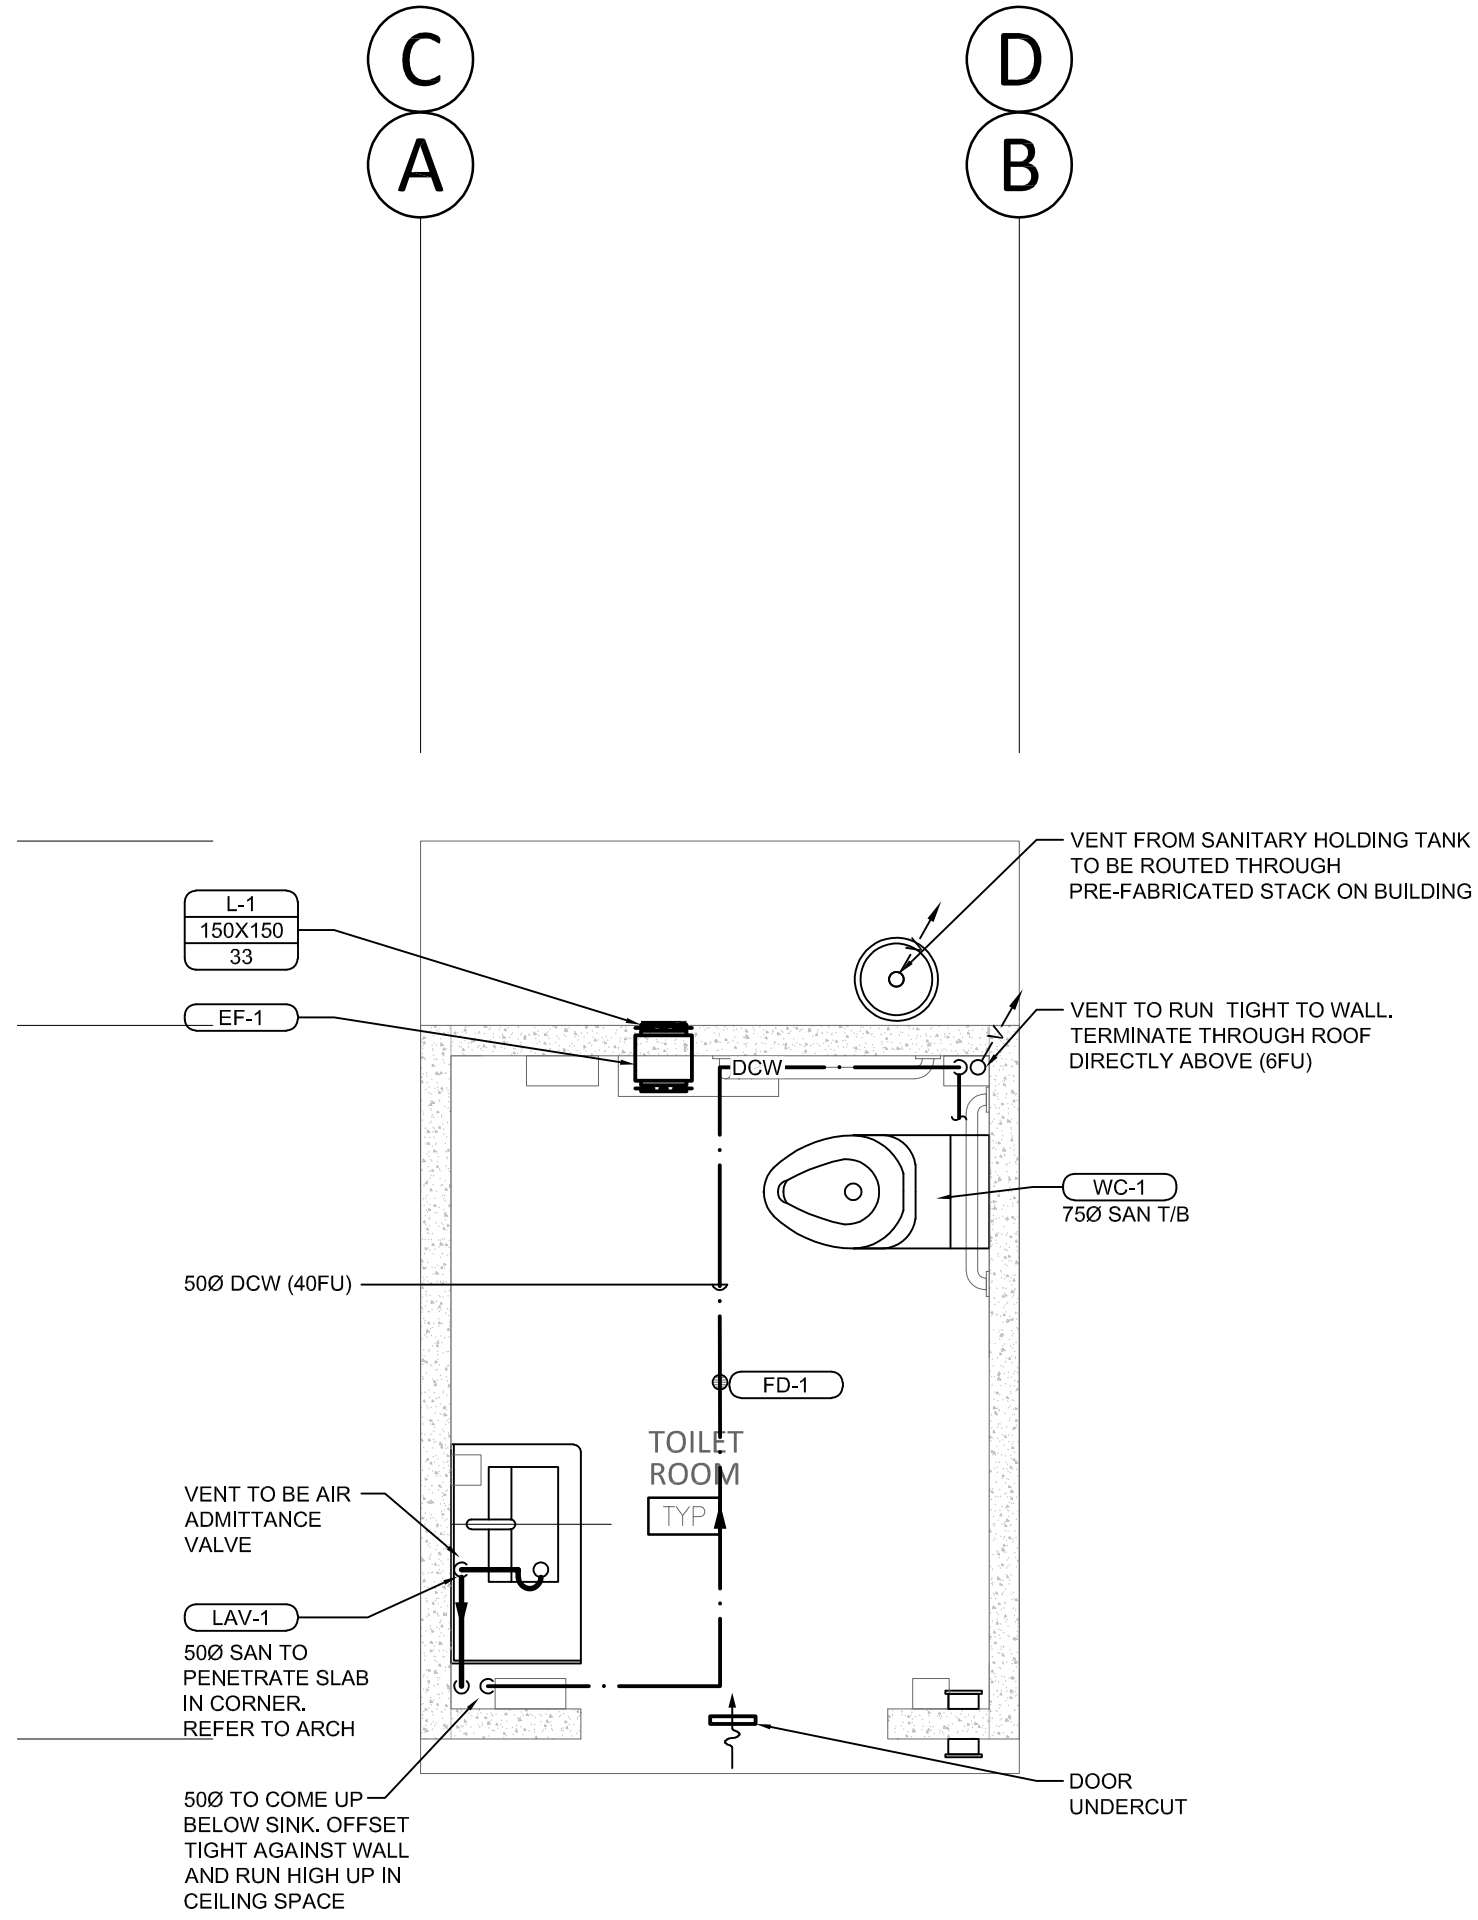 C
D
A
B
VENT FROM SANITARY HOLDING TANK
TO BE ROUTED THROUGH
PRE-FABRICATED STACK ON BUILDING
L-1
150X150
33
EF-1
V
VENT TO RUN TIGHT TO WALL.
TERMINATE THROUGH ROOF
DIRECTLY ABOVE (6FU)
V
DCW
WC-1
75Ø SAN T/B
50Ø DCW (40FU)
FD-1
TOILET
ROOM
TYP
VENT TO BE AIR
ADMITTANCE
VALVE
LAV-1
50Ø SAN TO
PENETRATE SLAB
IN CORNER.
REFER TO ARCH
DOOR
UNDERCUT
50Ø TO COME UP
BELOW SINK. OFFSET
TIGHT AGAINST WALL
AND RUN HIGH UP IN
CEILING SPACE